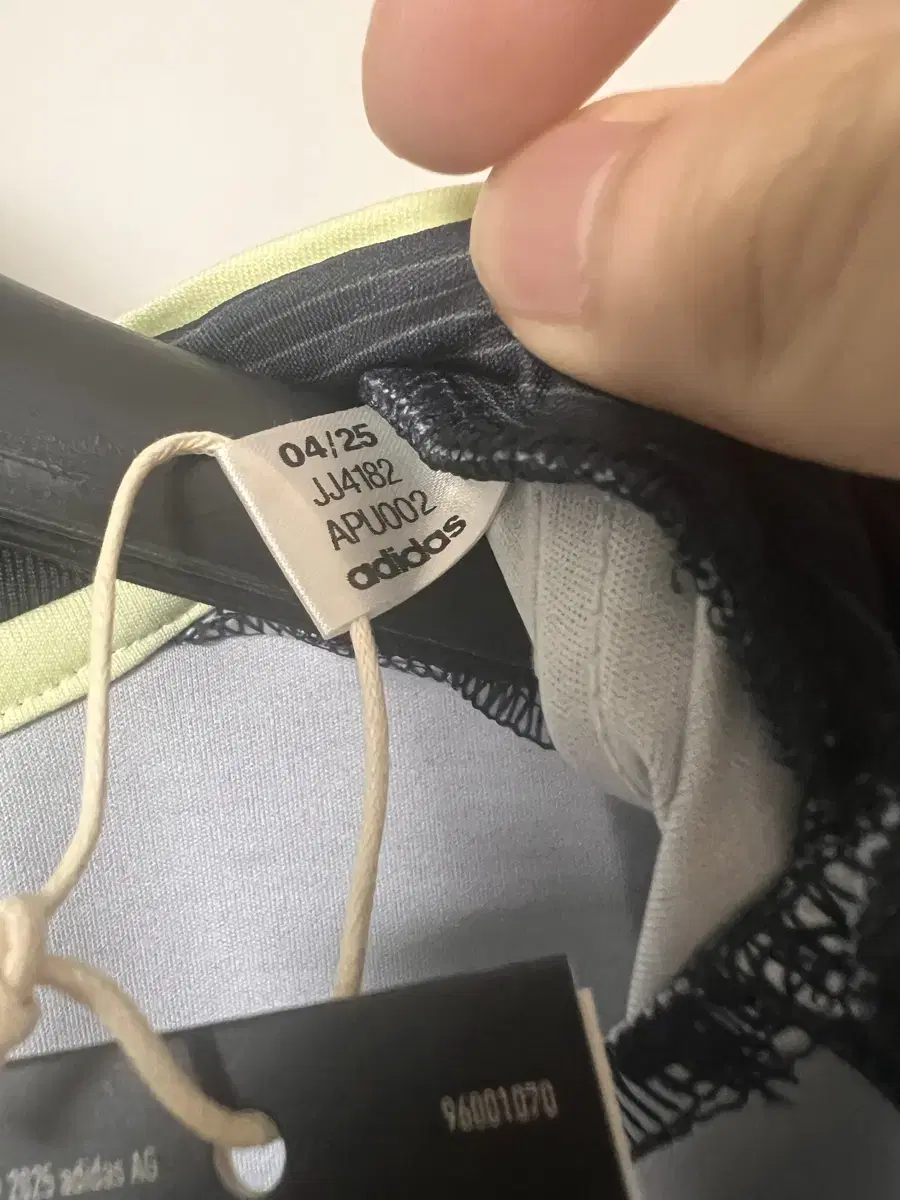 04/25
JJ4182
APU002
adidas
96001070
2025 adidas AG